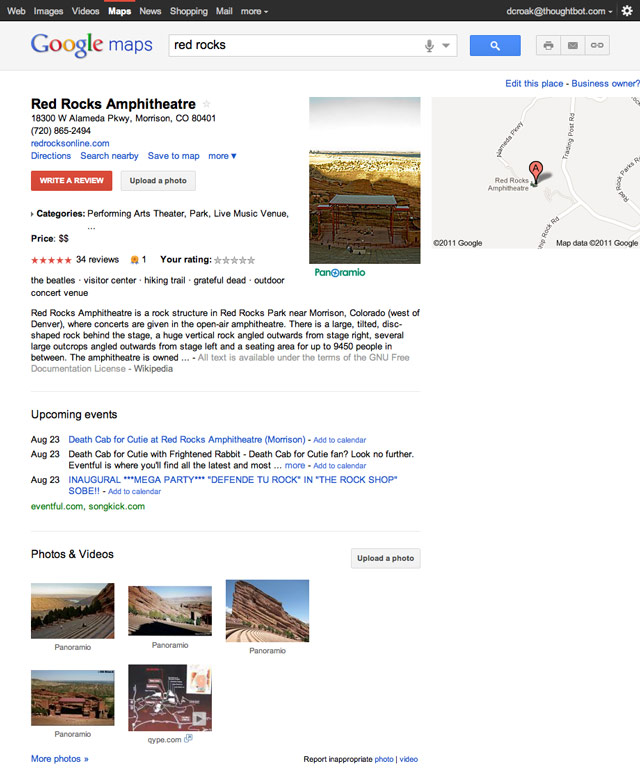 Web Images Videos Maps News Shopping Mail more
dcroak@thoughtbot.com
Google maps
red rocks
Edit this place - Business owner?
Red Rocks Amphitheatre
18300 W Alameda Pkwy, Morrison, CO 80401
(720) 865-2494
redrocksonline.com
Directions Search nearby Save to map more ▾
WRITE A REVIEW Upload a photo
Categories: Performing Arts Theater, Park, Live Music Venue,
...
Price: $$
34 reviews 1 Your rating:
the beatles · visitor center · hiking trail · grateful dead · outdoor
concert venue
Panoramio
Alameda Pkwy
Trading Post Rd
A
Red Rocks
Amphitheatre
Red Rocks Parks
ship Rock Rd
©2011 Google Map data ©2011 Google
Red Rocks Amphitheatre is a rock structure in Red Rocks Park near Morrison, Colorado (west of
Denver), where concerts are given in the open-air amphitheatre. There is a large, tilted, disc-
shaped rock behind the stage, a huge vertical rock angled outwards from stage right, several
large outcrops angled outwards from stage left and a seating area for up to 9450 people in
between. The amphitheatre is owned ... - All text is available under the terms of the GNU Free
Documentation License - Wikipedia
Upcoming events
Aug 23 Death Cab for Cutie at Red Rocks Amphitheatre (Morrison) - Add to calendar
Aug 23 Death Cab for Cutie with Frightened Rabbit - Death Cab for Cutie fan? Look no further.
Eventful is where you'll find all the latest and most ... more - Add to calendar
Aug 23 INAUGURAL ***MEGA PARTY*** "DEFENDE TU ROCK" IN "THE ROCK SHOP"
SOBE!! - Add to calendar
eventful.com, songkick.com
Photos & Videos
Upload a photo
Panoramio
Panoramio
Panoramio
Panoramio
qype.com
More photos »
Report inappropriate photo | video